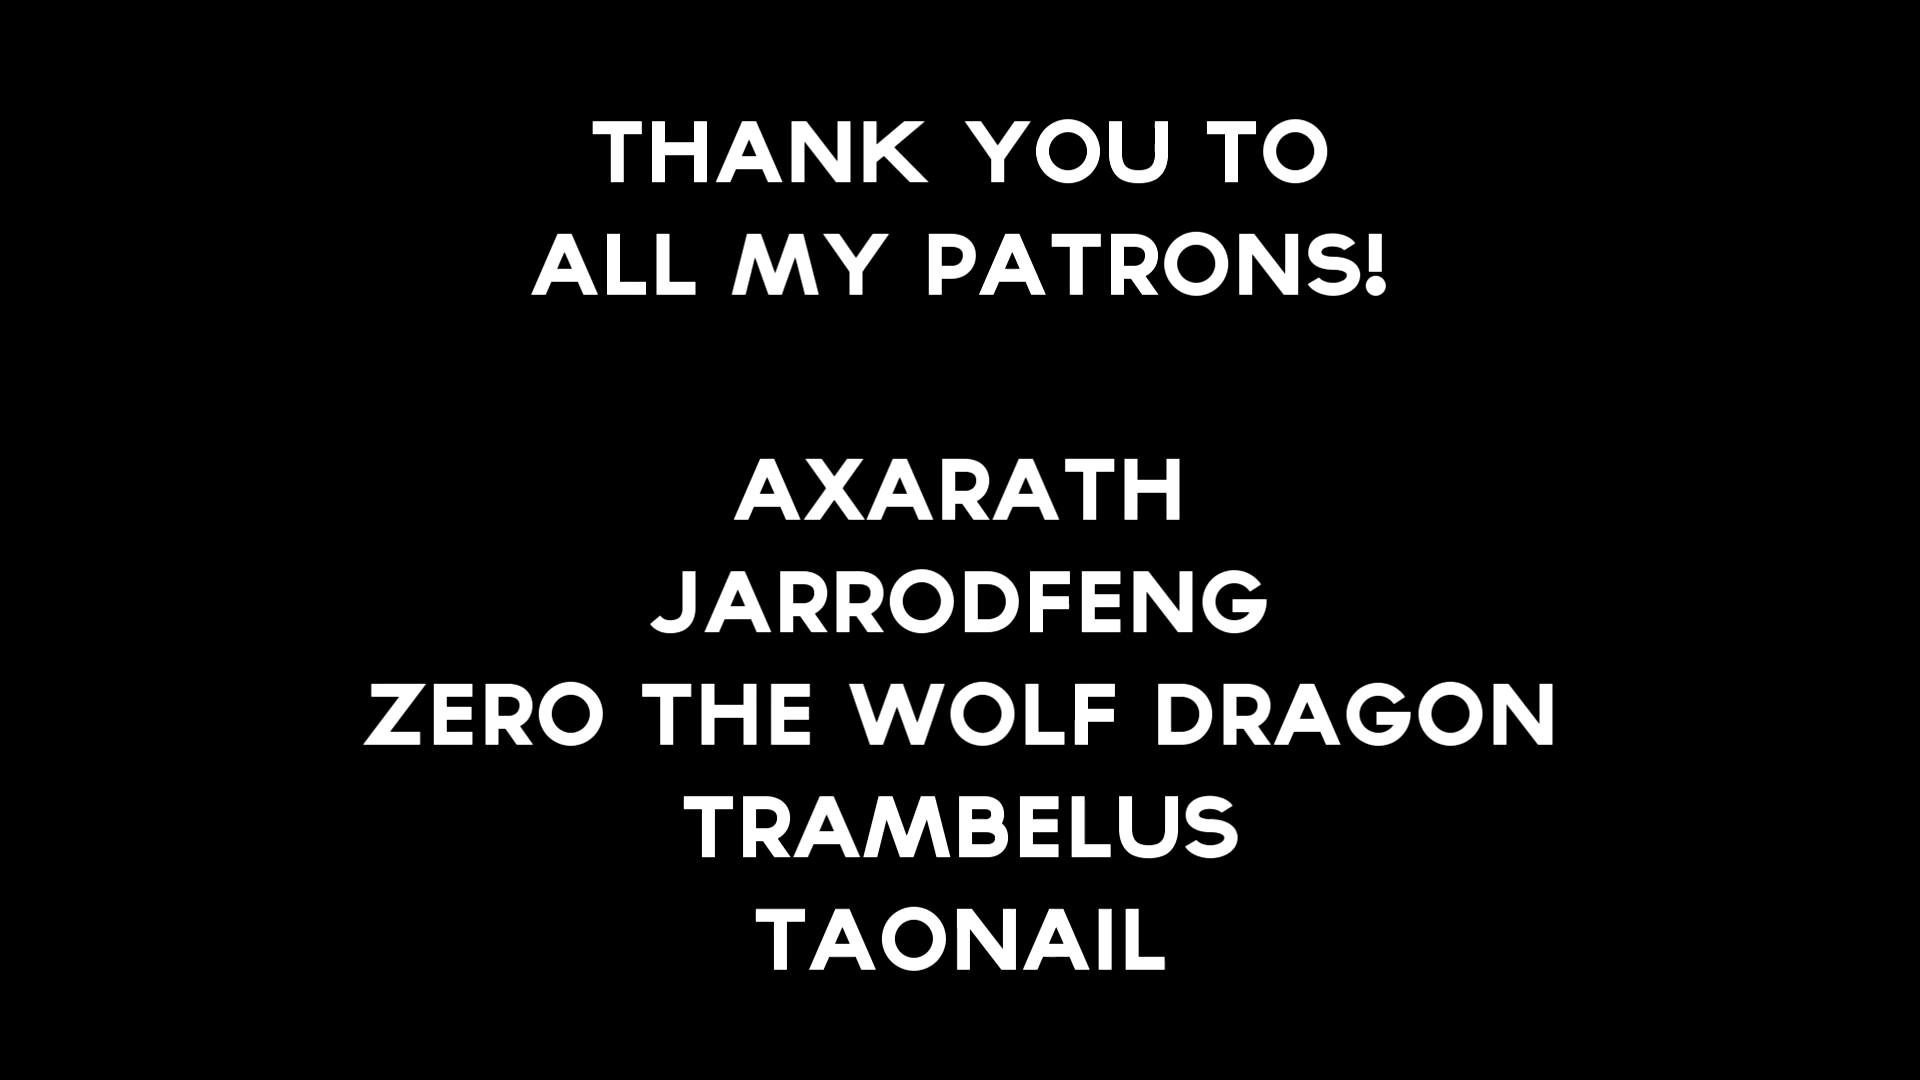 THANK YOU TO
ALL MY PATRONS!
AXARATH
JARRODFENG
ZERO THE WOLF DRAGON
TRAMBELUS
TAONAIL